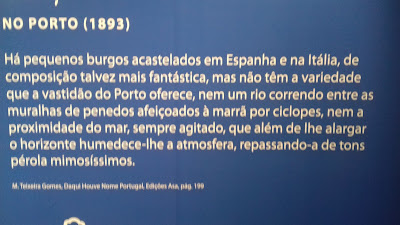 NO PORTO (1893)
Há pequenos burgos acastelados em Espanha e na Itália, de
composição talvez mais fantástica, mas não têm a variedade
que a vastidão do Porto oferece, nem um rio correndo entre as
muralhas de penedos afeiçoados à marrã por ciclopes, nem a
proximidade do mar, sempre agitado, que além de lhe alargar
o horizonte humedece-lhe a atmosfera, repassando-a de tons
pérola mimosíssimos.
M. Teixeira Gomes, Daqui Houve Nome Portugal, Edições Asa, pág. 199